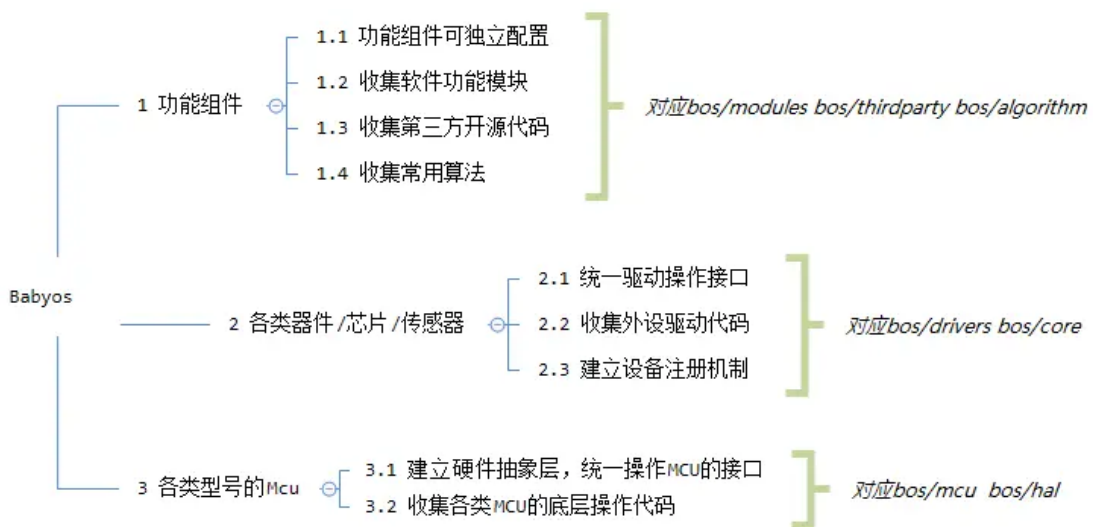 Babyos
1 功能组件
1.1 功能组件可独立配置
1.2 收集软件功能模块
1.3 收集第三方开源代码
1.4 收集常用算法
对应bos/modules bos/thirdparty bos/algorithm
2 各类器件/芯片/传感器
2.1 统一驱动操作接口
2.2 收集外设驱动代码
2.3 建立设备注册机制
对应bos/drivers bos/core
3 各类型号的Mcu
3.1 建立硬件抽象层，统一操作MCU的接口
3.2 收集各类MCU的底层操作代码
对应bos/mcu bos/hal